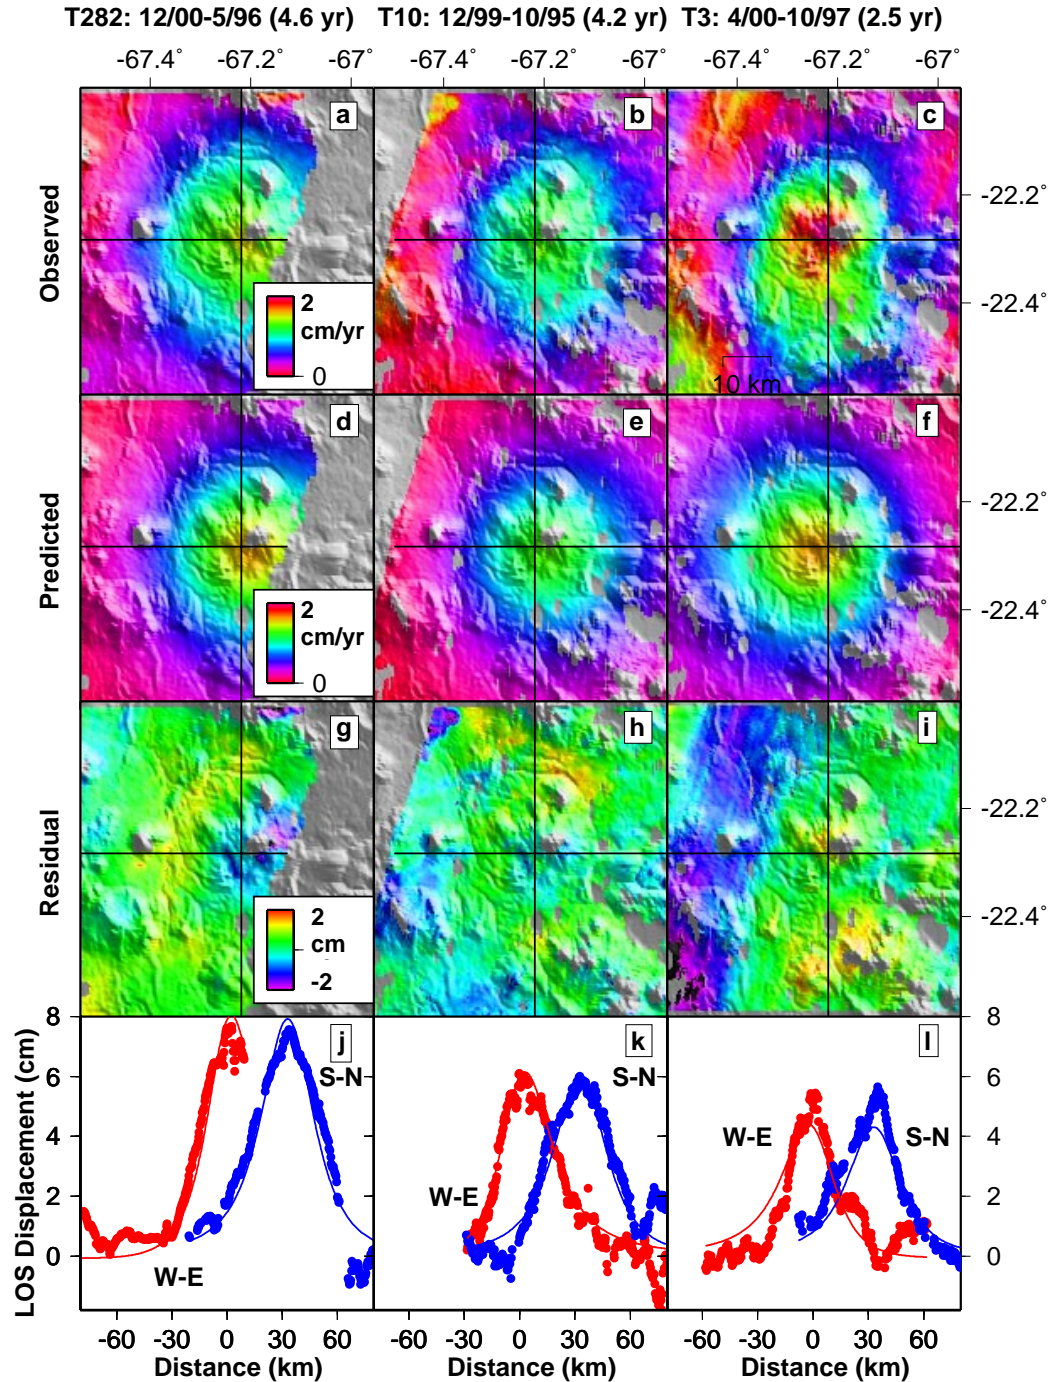 T282: 12/00-5/96 (4.6 yr) T10: 12/99-10/95 (4.2 yr) T3: 4/00-10/97 (2.5 yr)
-67.4° -67.2° -67° -67.4° -67.2° -67° -67.4° -67.2° -67°
a b c
Observed
-22.2°
-22.4°
2
cm/yr
0
10 km
d e f
Predicted
-22.2°
-22.4°
2
cm/yr
0
g h i
Residual
-22.2°
-22.4°
2
cm
-2
8 j k l 8
LOS Displacement (cm)
S-N S-N
6 6
W-E S-N
4 4
W-E
2 2
0 0
W-E
-60 -30 0 30 60 -60 -30 0 30 60 -60 -30 0 30 60
Distance (km) Distance (km) Distance (km)